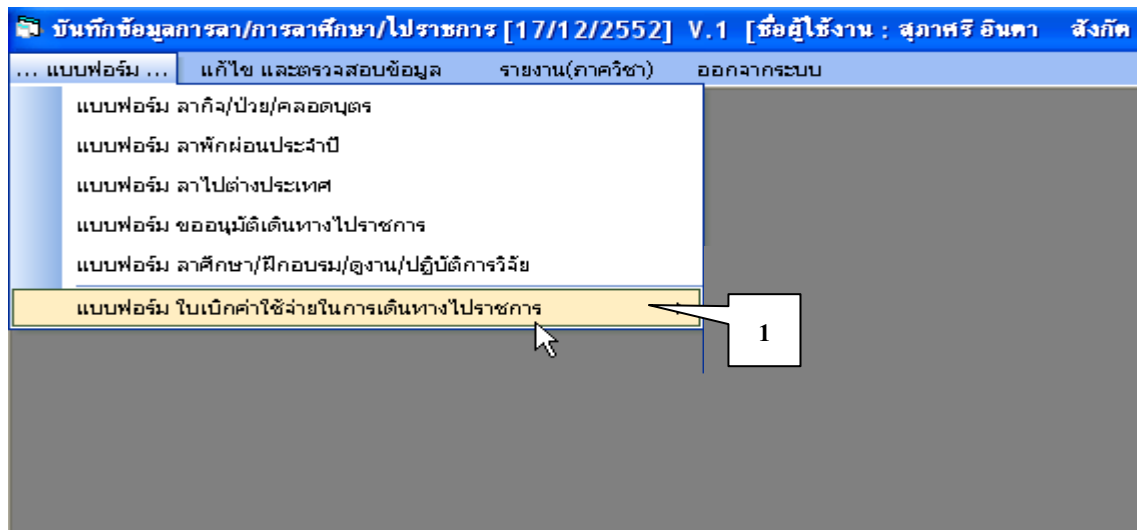 บันทึกข้อมูลการลา/การลาศึกษา/ไปราชการ [17/12/2552] V.1 [ชื่อผู้ใช้งาน : สุภาศรี อินตา สังกัด
... แบบฟอร์ม ... แก้ไข และตรวจสอบข้อมูล รายงาน(ภาควิชา) ออกจากระบบ
แบบฟอร์ม ลากิจ/ป่วย/คลอดบุตร
แบบฟอร์ม ลาพักผ่อนประจำปี
แบบฟอร์ม ลาไปต่างประเทศ
แบบฟอร์ม ขออนุมัติเดินทางไปราชการ
แบบฟอร์ม ลาศึกษา/ฝึกอบรม/ดูงาน/ปฏิบัติการวิจัย
แบบฟอร์ม ใบเบิกค่าใช้จ่ายในการเดินทางไปราชการ
1